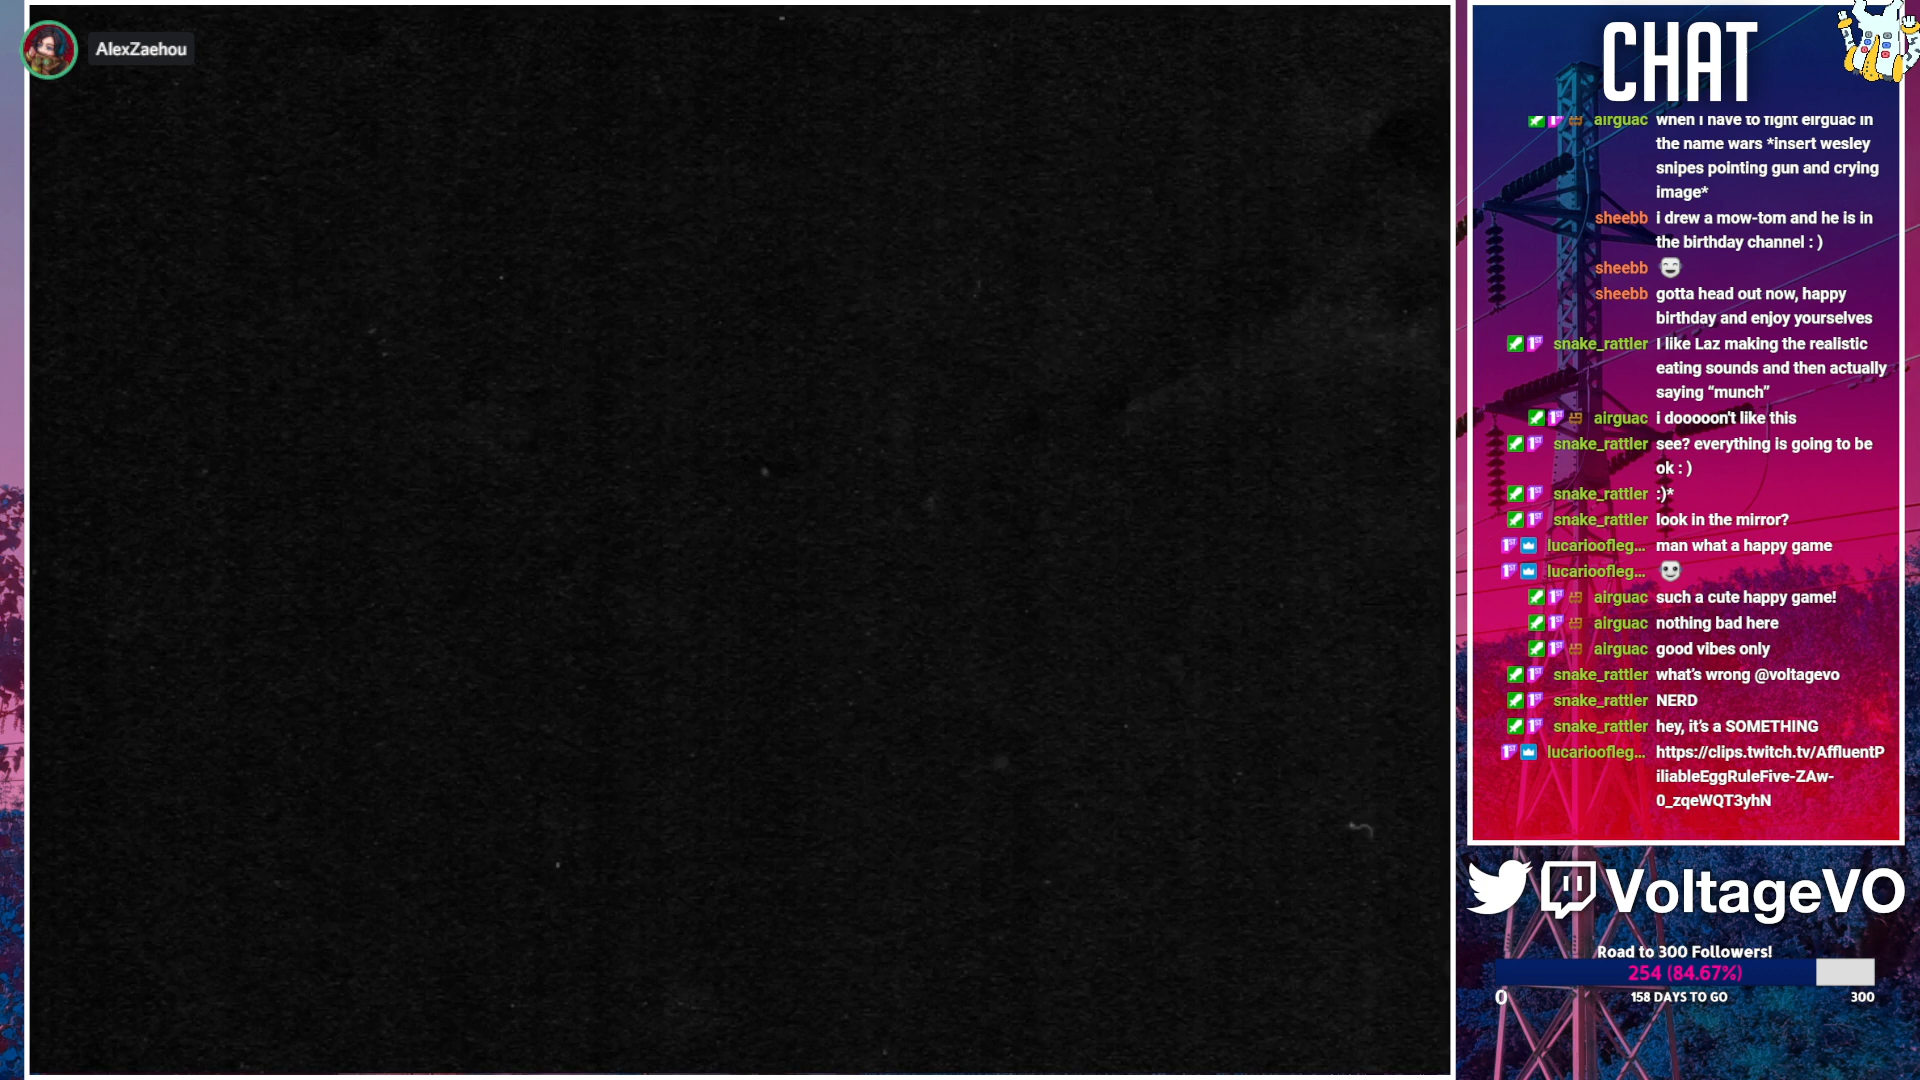 AlexZaehou
CHAT
airguac when I have to fight eirguac in
the name wars *insert wesley
snipes pointing gun and crying
image*
sheebb i drew a mow-tom and he is in
the birthday channel : )
sheebb
sheebb gotta head out now, happy
birthday and enjoy yourselves
snake_rattler I like Laz making the realistic
eating sounds and then actually
saying “munch”
airguac i dooooon't like this
snake_rattler see? everything is going to be
ok : )
snake_rattler :)*
snake_rattler look in the mirror?
lucariofleg... man what a happy game
lucariofleg...
airguac such a cute happy game!
airguac nothing bad here
airguac good vibes only
snake_rattler what’s wrong @voltagevo
snake_rattler NERD
snake_rattler hey, it’s a SOMETHING
lucariofleg... https://clips.twitch.tv/AffluentP
iliableEggRuleFive-ZAw-
0_zqeWQT3yhN
VoltageVO
Road to 300 Followers!
254 (84.67%)
0 158 DAYS TO GO 300